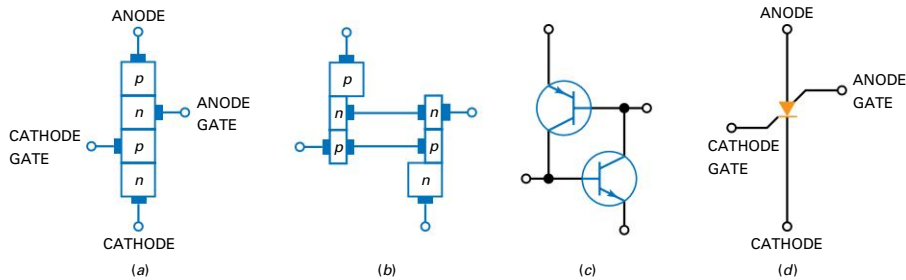 ANODE
p
n
p
n
ANODE
GATE
CATHODE
GATE
CATHODE
(a)
p
n
p
n
p
n
(b)
(c)
ANODE
ANODE
GATE
CATHODE
GATE
CATHODE
(d)